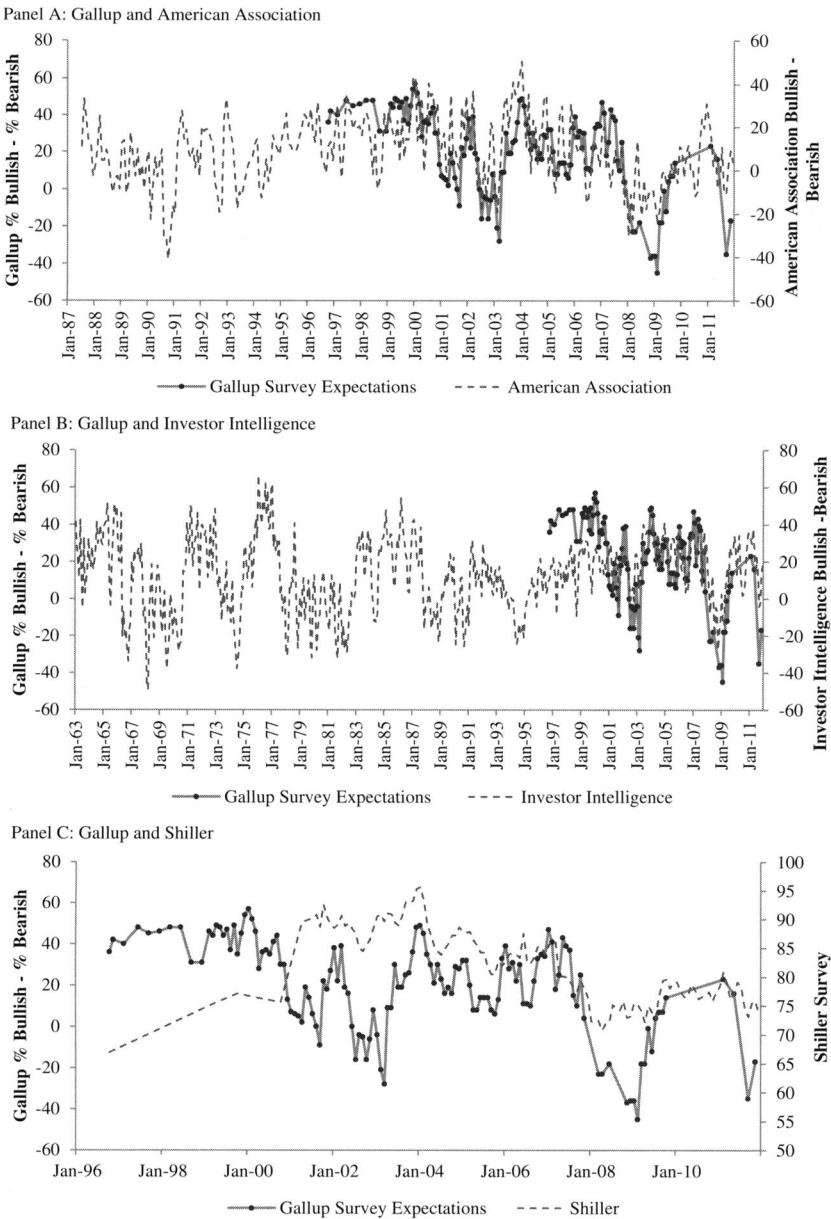 Panel A: Gallup and American Association
Gallup % Bullish - % Bearish
80
60
40
20
0
-20
-40
-60
60
40
20
0
-20
-40
-60
American Association Bullish -
Bearish
Jan-87
Jan-88
Jan-89
Jan-90
Jan-91
Jan-92
Jan-93
Jan-94
Jan-95
Jan-96
Jan-97
Jan-98
Jan-99
Jan-00
Jan-01
Jan-02
Jan-03
Jan-04
Jan-05
Jan-06
Jan-07
Jan-08
Jan-09
Jan-10
Jan-11
Gallup Survey Expectations
American Association
Panel B: Gallup and Investor Intelligence
Gallup % Bullish - % Bearish
80
60
40
20
0
-20
-40
-60
80
60
40
20
0
-20
-40
-60
Investor Intelligence Bullish -Bearish
Jan-63
Jan-65
Jan-67
Jan-69
Jan-71
Jan-73
Jan-75
Jan-77
Jan-79
Jan-81
Jan-83
Jan-85
Jan-87
Jan-89
Jan-91
Jan-93
Jan-95
Jan-97
Jan-99
Jan-01
Jan-03
Jan-05
Jan-07
Jan-09
Jan-11
Gallup Survey Expectations
Investor Intelligence
Panel C: Gallup and Shiller
Gallup % Bullish - % Bearish
80
60
40
20
0
-20
-40
-60
100
95
90
85
80
75
70
65
60
55
50
Shiller Survey
Jan-96
Jan-98
Jan-00
Jan-02
Jan-04
Jan-06
Jan-08
Jan-10
Gallup Survey Expectations
Shiller